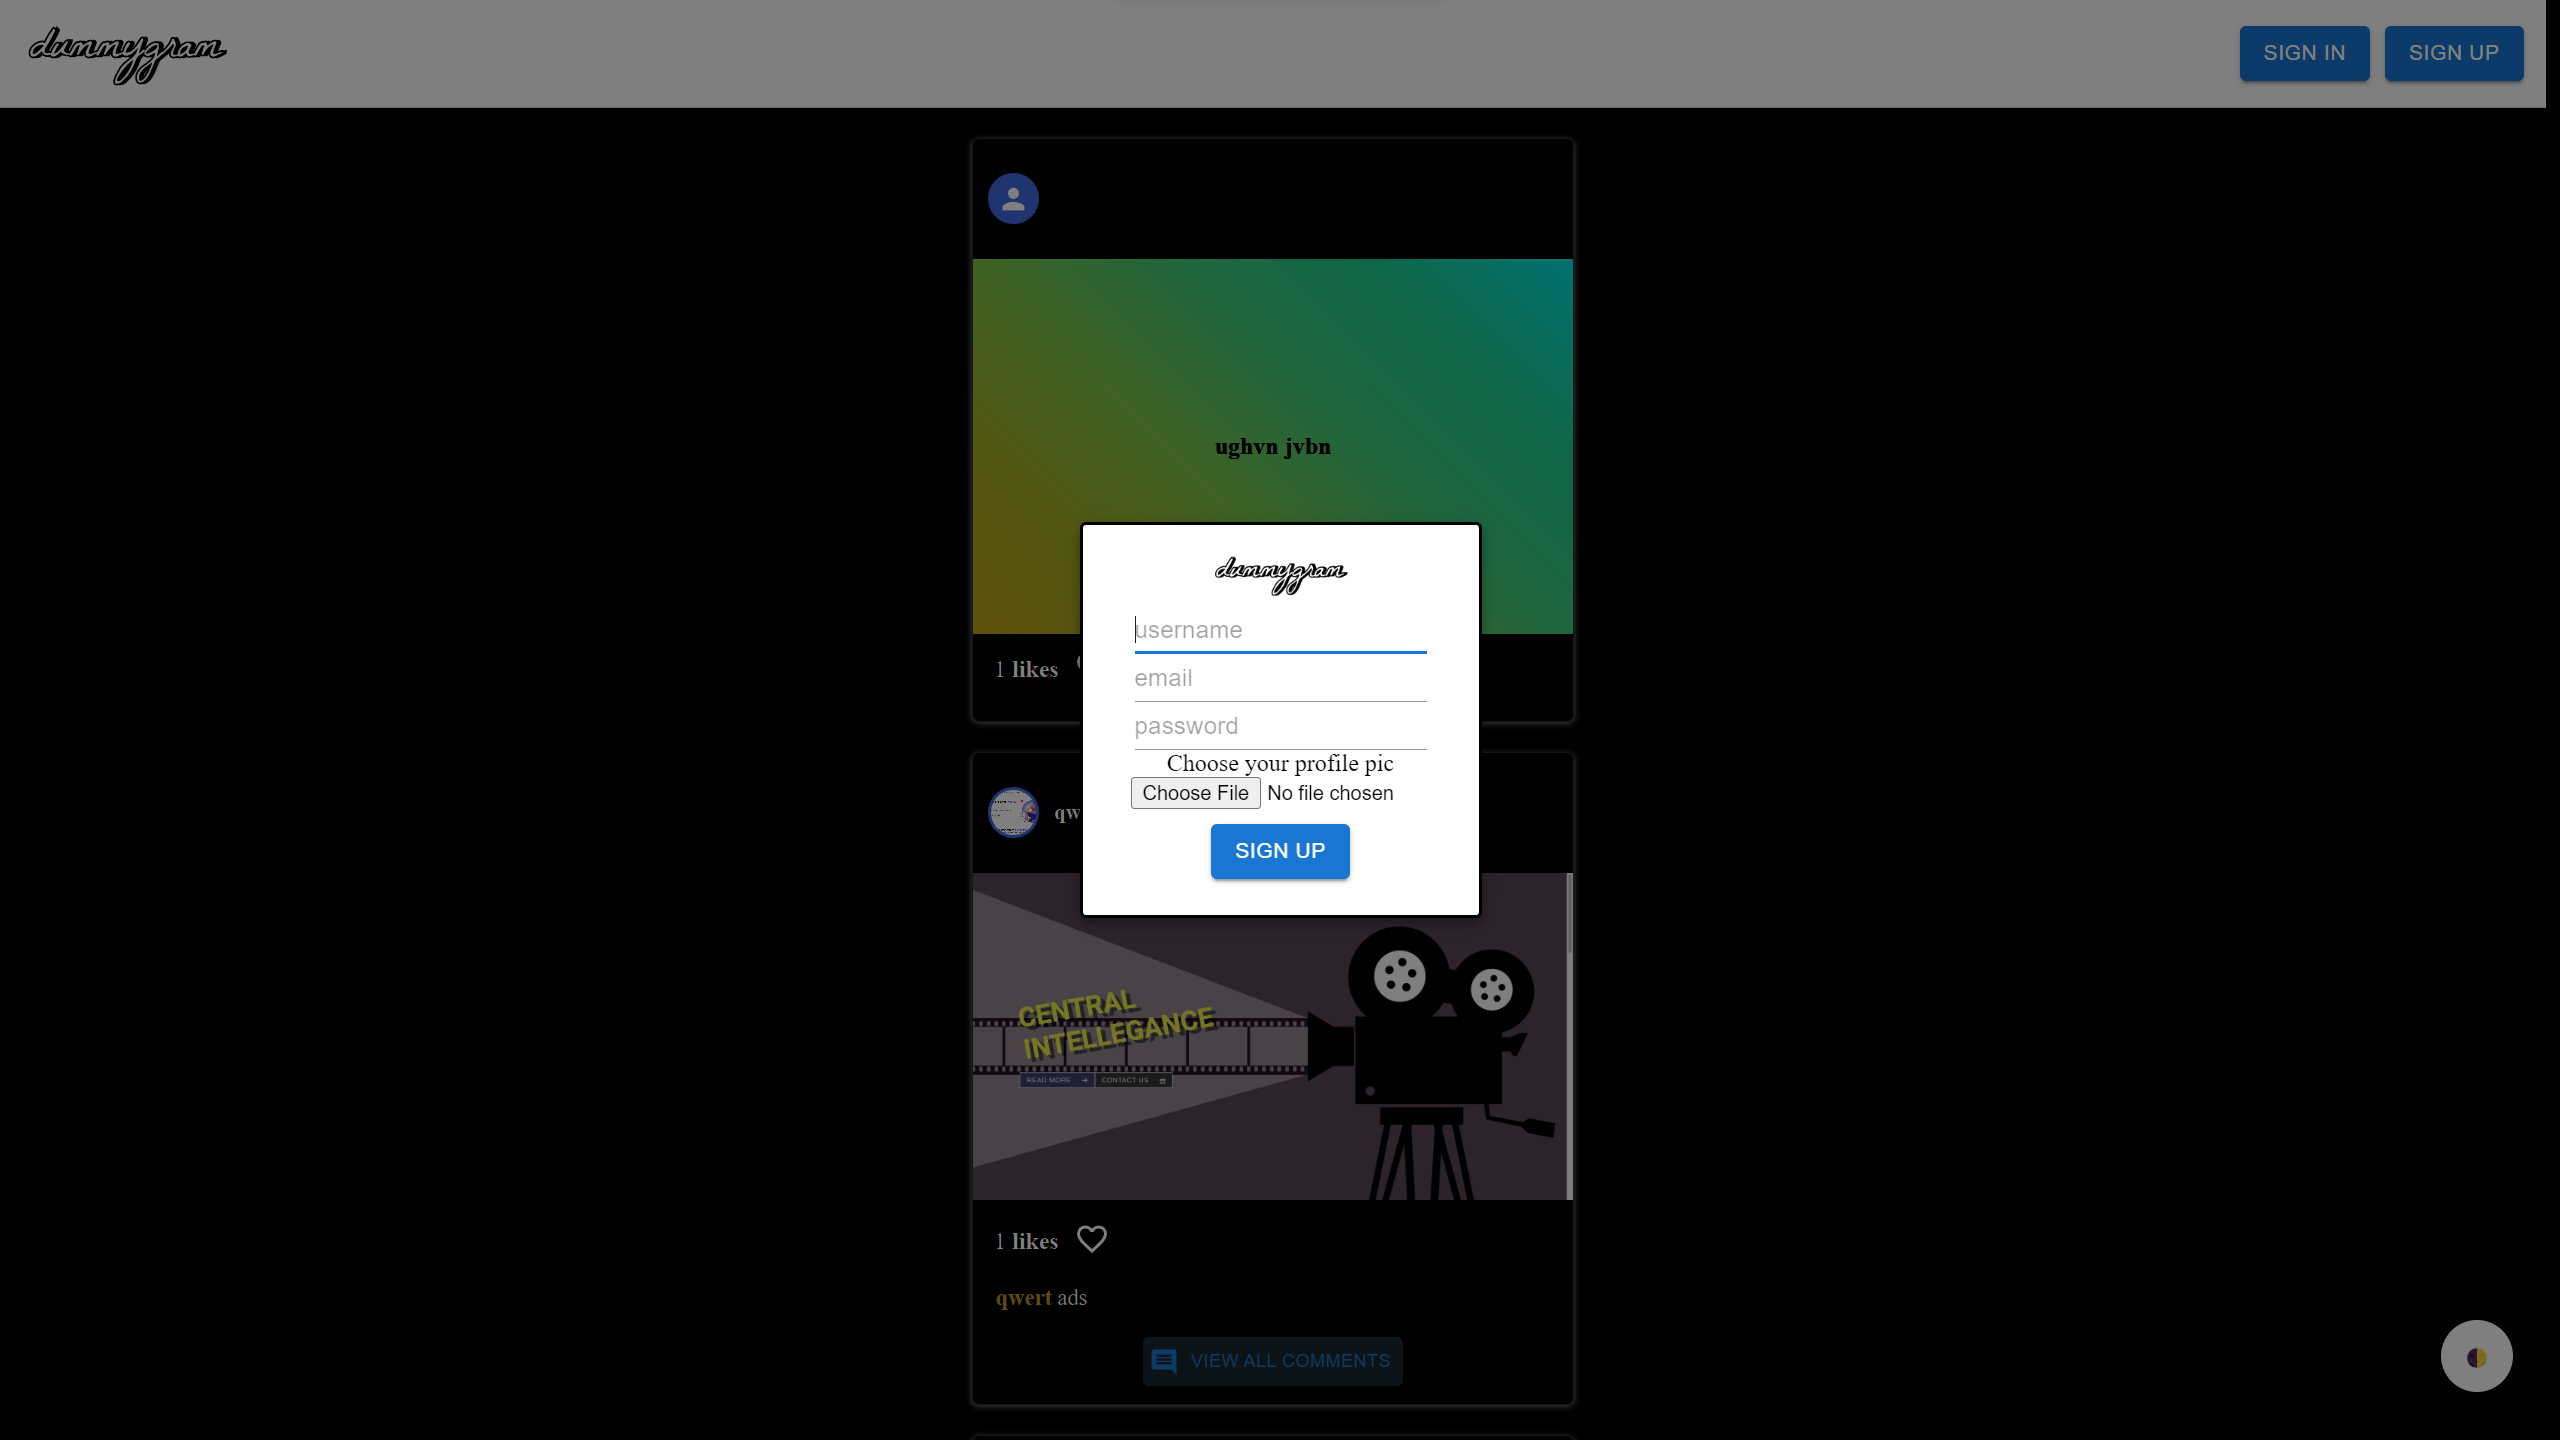 dummygram
SIGN IN
SIGN UP
ughvn jvbn
1 likes
dummygram
username
email
password
Choose your profile pic
Choose File No file chosen
SIGN UP
qw
CENTRAL
INTELLEGANCE
READ MORE
CONTACT US
1 likes
qwert ads
VIEW ALL COMMENTS